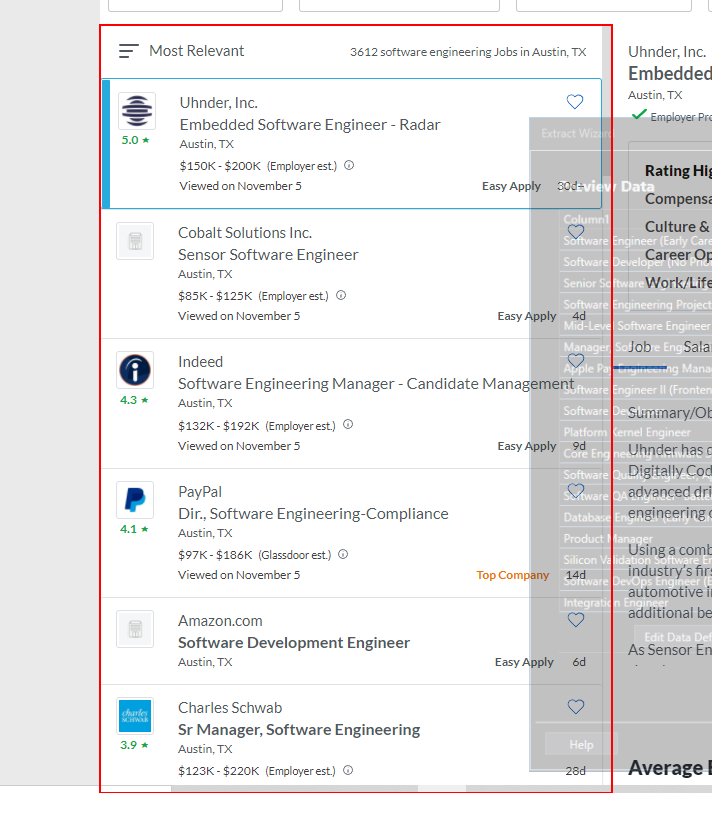 Most Relevant
3612 software engineering Jobs in Austin, TX
Uhnder, Inc.
Embedded Software Engineer - Radar
Austin, TX
5.0 ★
$150K - $200K (Employer est.)
Viewed on November 5
Easy Apply 30d+
Cobalt Solutions Inc.
Sensor Software Engineer
Austin, TX
$85K - $125K (Employer est.)
Viewed on November 5
Easy Apply 4d
Indeed
Software Engineering Manager - Candidate Management
4.3 ★
Austin, TX
$132K - $192K (Employer est.)
Viewed on November 5
Easy Apply 9d
PayPal
Dir., Software Engineering-Compliance
4.1 ★
Austin, TX
$97K - $186K (Glassdoor est.)
Viewed on November 5
Top Company 14d
Amazon.com
Software Development Engineer
Austin, TX
Easy Apply 6d
Charles Schwab
charles
SCHWAB
Sr Manager, Software Engineering
3.9 ★
Austin, TX
$123K - $220K (Employer est.)
28d
Uhnder, Inc.
Embedded
Austin, TX
Employer Pro
Extract Wizard
Preview Data
Column1
Software Engineer (Early Care
Software Developer (No Prio
Senior Software
Software Engineering Project
Mid-Level Software Engineer
Manager, Software Engine
Apple Pay Engineering Mana
Software Engineer II (Fronten
Software Developer
Platform Kernel Engineer
Core Engineering
Software Quality Engineer, A
Software QA Engineer
Database Engineer (Early Care
Product Manager
Silicon Validation Software En
Software DevOps Engineer (E
Integration Engineer
Edit Data Def
Help
Rating Hig
Compensa
Culture &
Career Op
Work/Life
Job Salar
Summary/Ob
Uhnder has d
Digitally Cod
advanced dri
engineering c
Using a comb
industry's firs
automotive i
additional be
As Sensor En
Average B